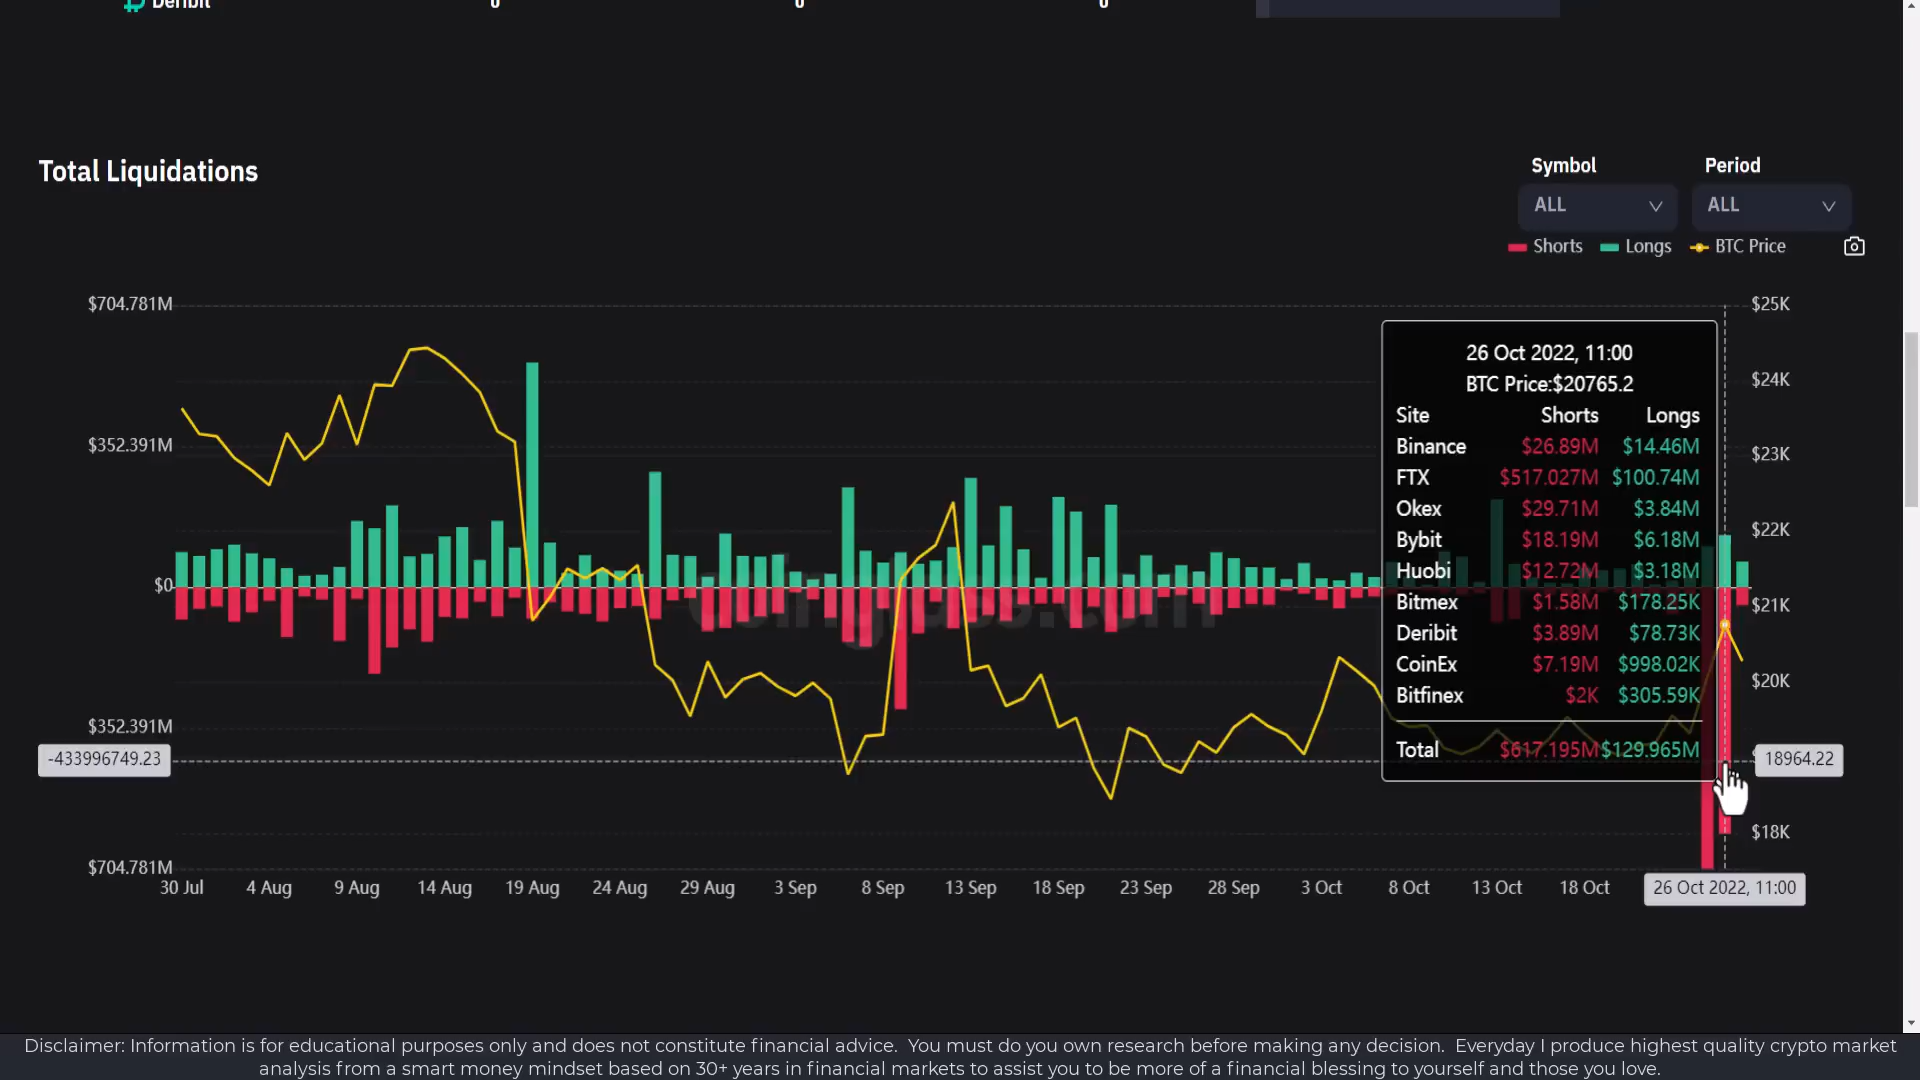 Deribit 0 0 0
Total Liquidations
Symbol Period
ALL ALL
Shorts Longs BTC Price
$704.781M $25K
26 Oct 2022, 11:00
BTC Price:$20765.2
$24K
Site Shorts Longs
$352.391M Binance $26.89M $14.46M $23K
FTX $517.027M $100.74M
Okex $29.71M $3.84M
$22K
Bybit $18.19M $6.18M
Huobi $12.72M $3.18M
$0
Bitmex $1.58M $178.25K $21K
coinglass.com
Deribit $3.89M $78.73K
CoinEx $7.19M $998.02K
$20K
Bitfinex $2K $305.59K
$352.391M
Total $617.195M $129.965M
-433996749.23 18964.22
$18K
$704.781M
30 Jul 4 Aug 9 Aug 14 Aug 19 Aug 24 Aug 29 Aug 3 Sep 8 Sep 13 Sep 18 Sep 23 Sep 28 Sep 3 Oct 8 Oct 13 Oct 18 Oct 26 Oct 2022, 11:00
Disclaimer: Information is for educational purposes only and does not constitute financial advice. You must do you own research before making any decision. Everyday I produce highest quality crypto market
analysis from a smart money mindset based on 30+ years in financial markets to assist you to be more of a financial blessing to yourself and those you love.